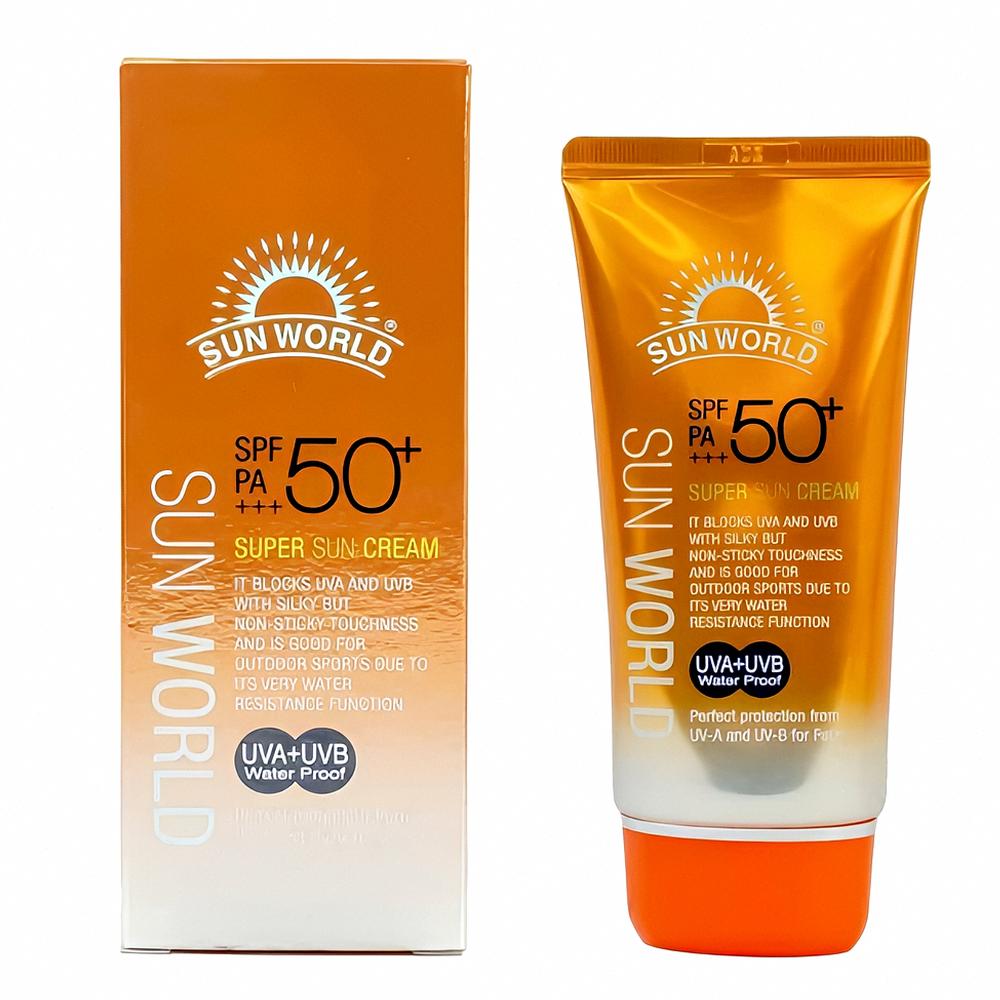 SUN WORLD
®
SPF
PA
+++
50+
SUN WORLD
SUPER SUN CREAM
IT BLOCKS UVA AND UVB
WITH SILKY BUT
NON-STICKY-TOUCHNESS
AND IS GOOD FOR
OUTDOOR SPORTS DUE TO
ITS VERY WATER
RESISTANCE FUNCTION
UVA+UVB
Water Proof
SUN WORLD
®
SPF
PA
+++
50+
SUN WORLD
SUPER SUN CREAM
IT BLOCKS UVA AND UVB
WITH SILKY BUT
NON-STICKY TOUCHNESS
AND IS GOOD FOR
OUTDOOR SPORTS DUE TO
ITS VERY WATER
RESISTANCE FUNCTION
UVA+UVB
Water Proof
Perfect protection from
UV-A and UV-B for